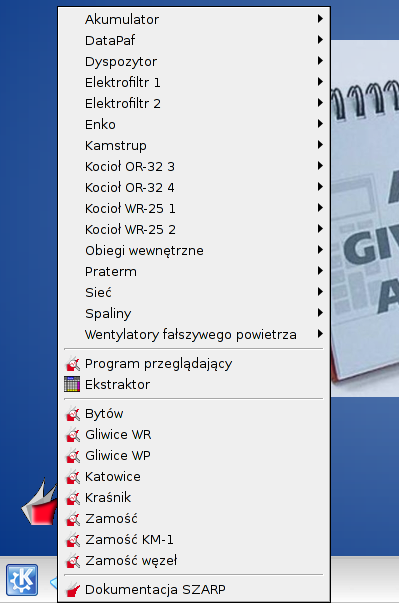 Akumulator
DataPaf
Dyspozytor
Elektrofiltr 1
Elektrofiltr 2
Enko
Kamstrup
Kocioł OR-32 3
Kocioł OR-32 4
Kocioł WR-25 1
Kocioł WR-25 2
Obiegi wewnętrzne
Praterm
Sieć
Spaliny
Wentylatory fałszywego powietrza
Program przeglądający
Ekstraktor
Bytów
Gliwice WR
Gliwice WP
Katowice
Kraśnik
Zamość
Zamość KM-1
Zamość węzeł
Dokumentacja SZARP
A
GIV
A
K